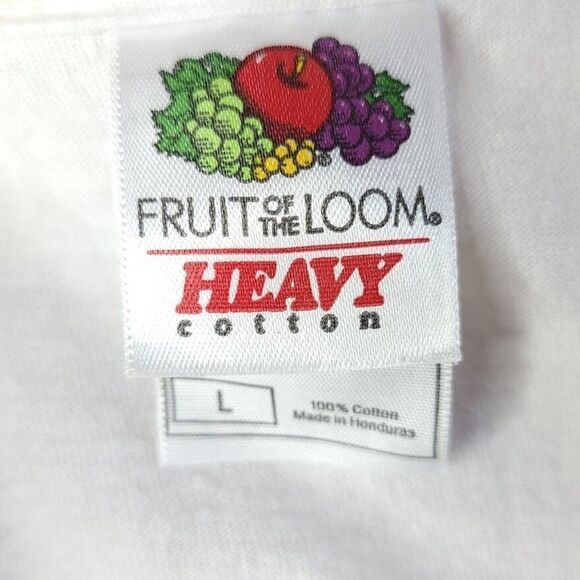 FRUIT OF THE LOOM®
HEAVY
cotton
L
100% Cotton
Made in Honduras